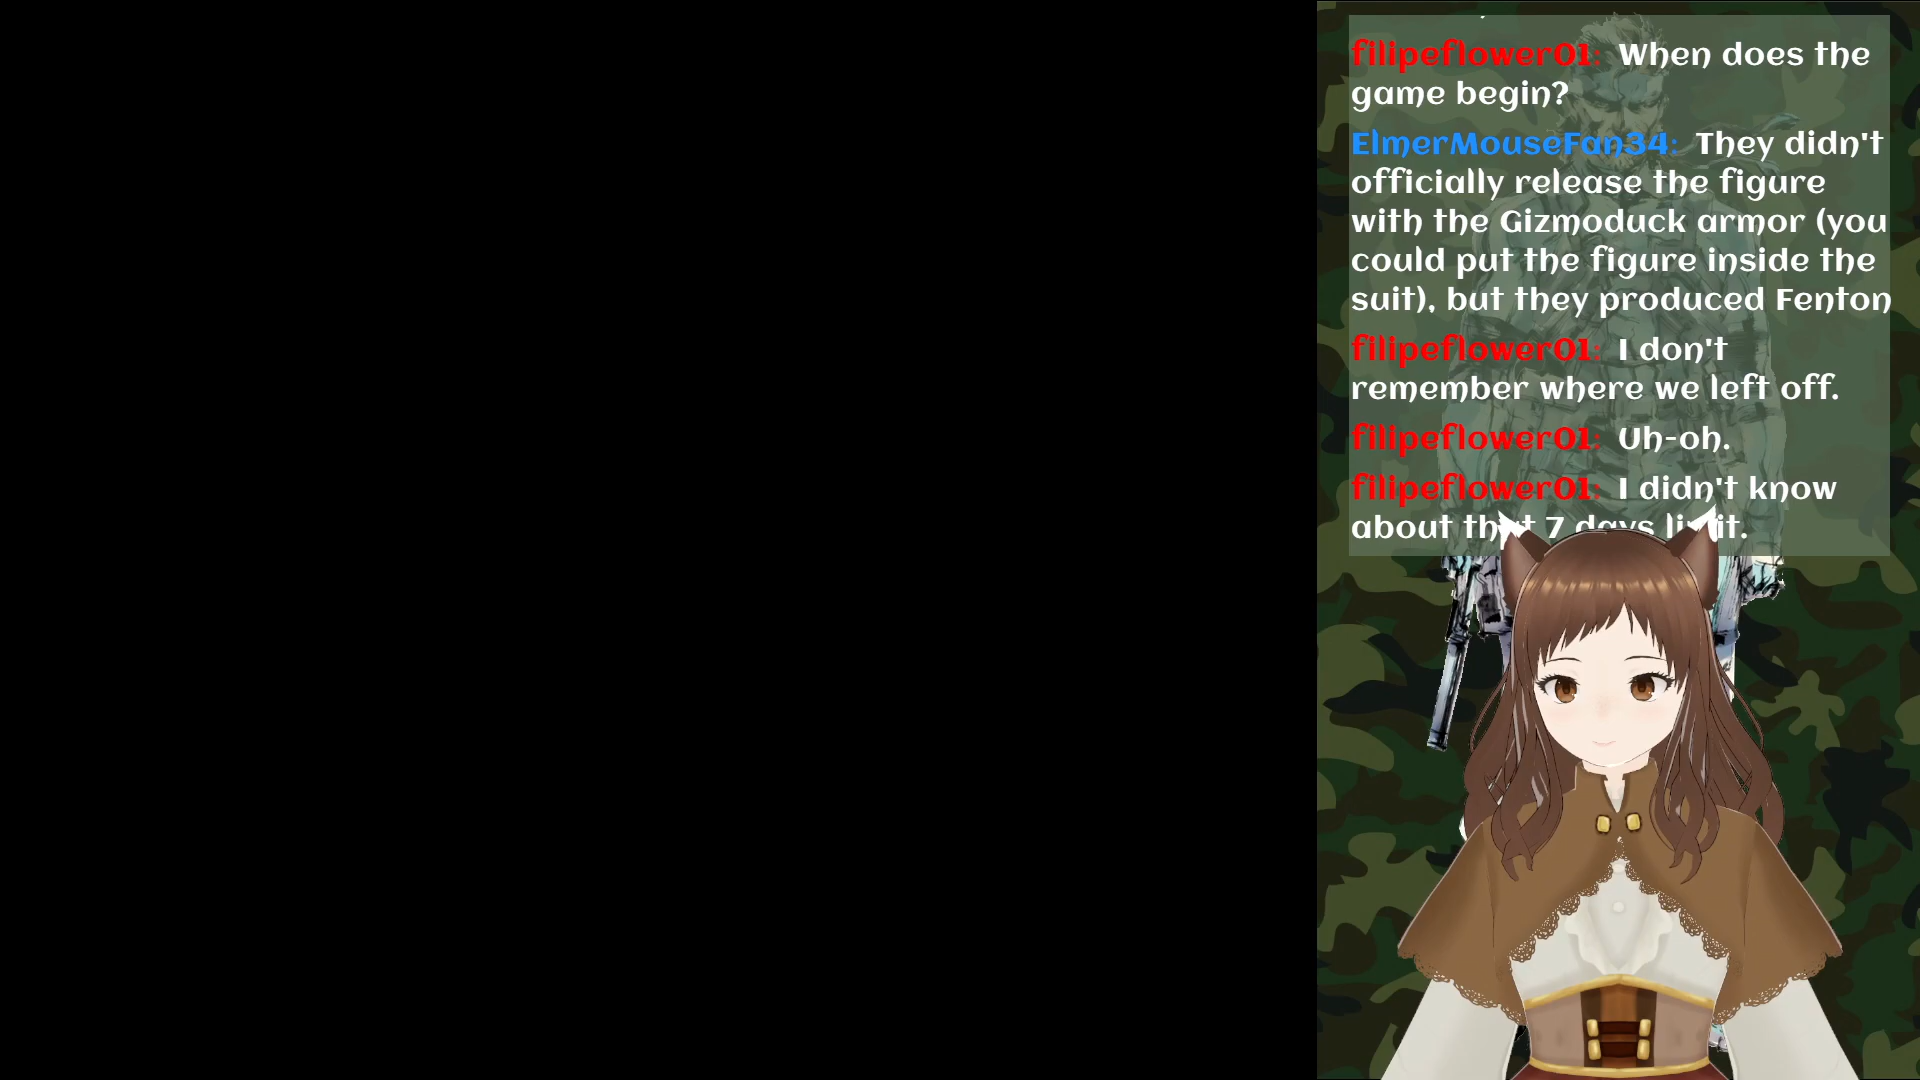 filipeflower01: When does the
game begin?
ElmerMouseFan34: They didn't
officially release the figure
with the Gizmoduck armor (you
could put the figure inside the
suit), but they produced Fenton
filipeflower01: I don't
remember where we left off.
filipeflower01: Uh-oh.
filipeflower01: I didn't know
about that 7 days limit.